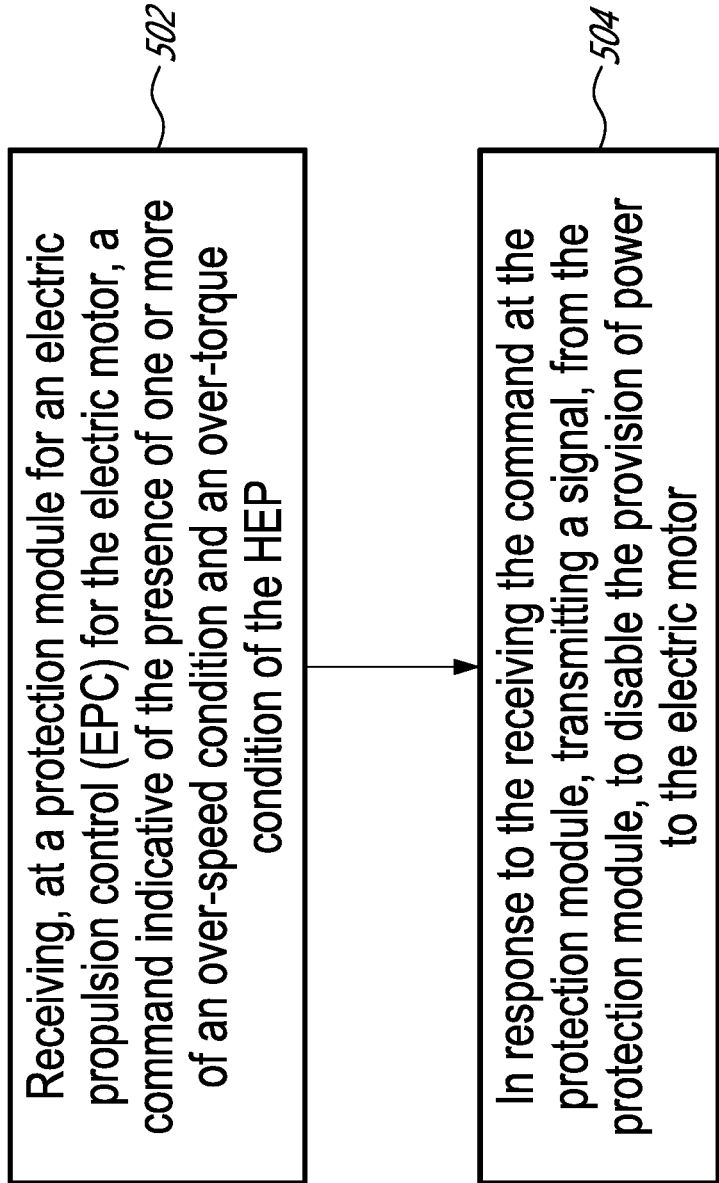 Receiving, at a protection module for an electric
propulsion control (EPC) for the electric motor, a
command indicative of the presence of one or more
of an over-speed condition and an over-torque
condition of the HEP
502
In response to the receiving the command at the
protection module, transmitting a signal, from the
protection module, to disable the provision of power
to the electric motor
504